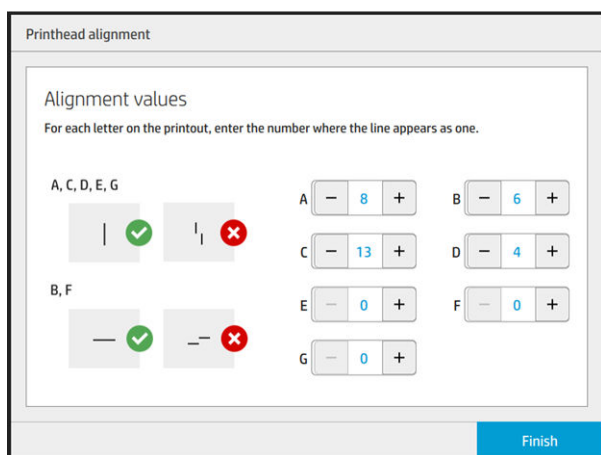 Printhead alignment
Alignment values
For each letter on the printout, enter the number where the line appears as one.
A, C, D, E, G
B, F
A − 8 +
B − 6 +
C − 13 +
D − 4 +
E − 0 +
F − 0 +
G − 0 +
Finish